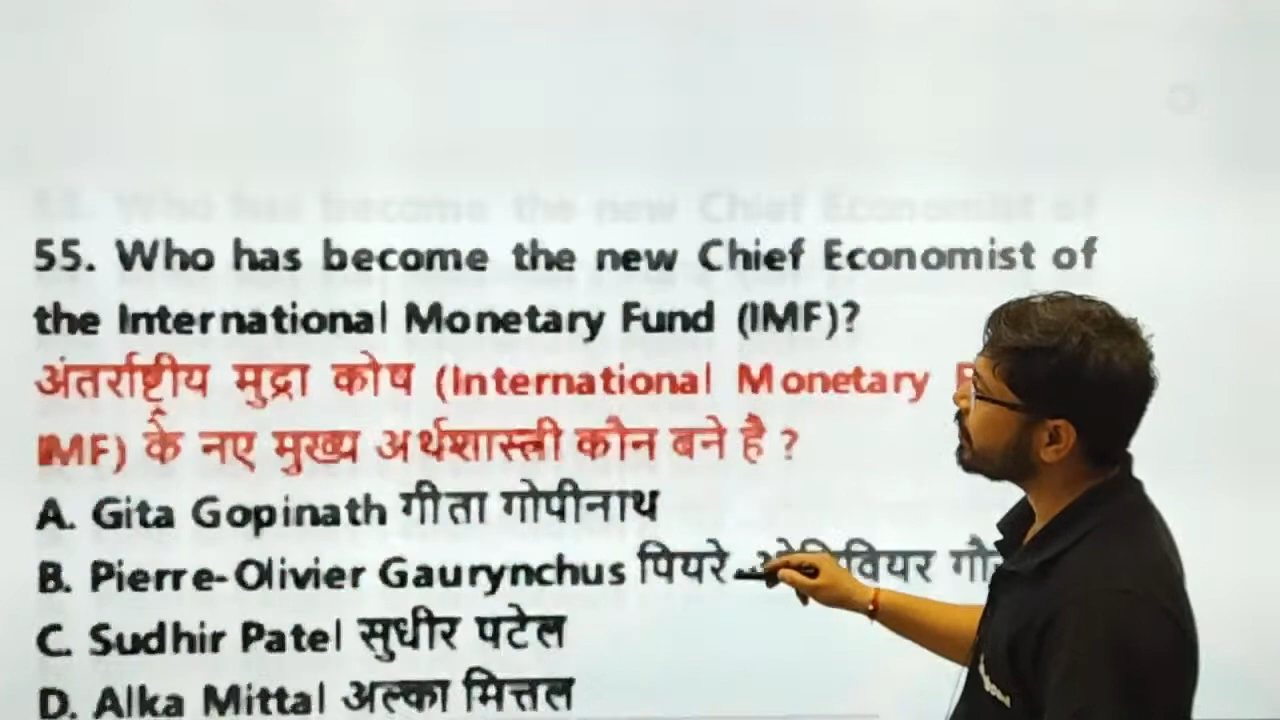 55. Who has become the new Chief Economist of
the International Monetary Fund (IMF)?
अंतर्राष्ट्रीय मुद्रा कोष (International Monetary
IMF) के नए मुख्य अर्थशास्त्री कौन बने है ?
A. Gita Gopinath गीता गोपीनाथ
B. Pierre-Olivier Gaurynchus पियरे
C. Sudhir Patel सुधीर पटेल
D. Alka Mittal अल्का मित्तल